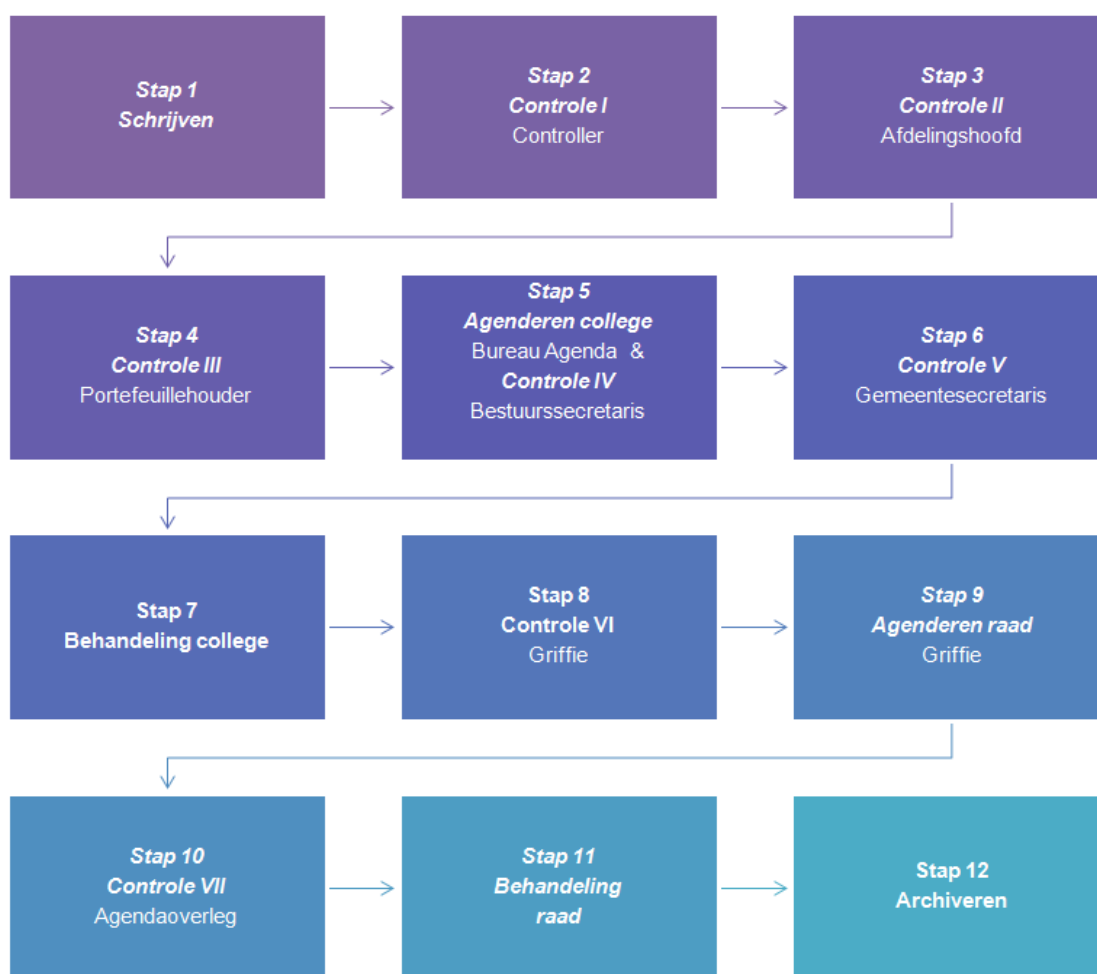 Stap 1
Schrijven
Stap 2
Controle I
Controller
Stap 3
Controle II
Afdelingshoofd
Stap 4
Controle III
Portefeuillehouder
Stap 5
Agenderen college
Bureau Agenda &
Controle IV
Bestuurssecretaris
Stap 6
Controle V
Gemeentesecretaris
Stap 7
Behandeling college
Stap 8
Controle VI
Griffie
Stap 9
Agenderen raad
Griffie
Stap 10
Controle VII
Agendaoverleg
Stap 11
Behandeling
raad
Stap 12
Archiveren